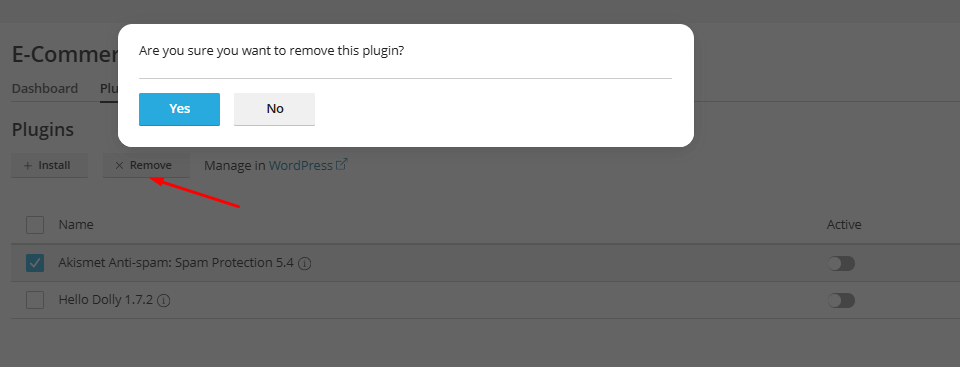 Are you sure you want to remove this plugin?
Yes No
E-Commer
Dashboard Plu
Plugins
+ Install × Remove Manage in WordPress
Name Active
Akismet Anti-spam: Spam Protection 5.4
Hello Dolly 1.7.2